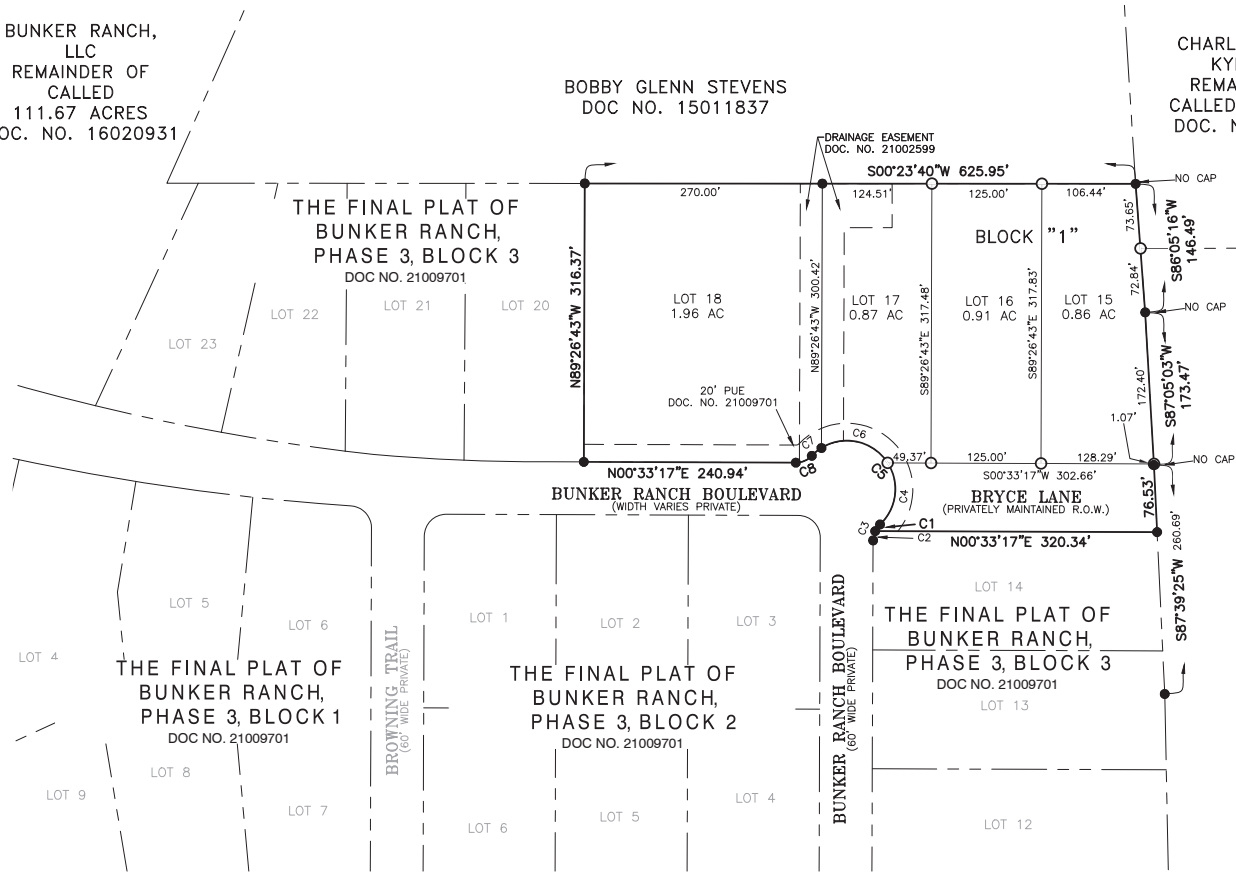 BUNKER RANCH,
LLC
REMAINDER OF
CALLED
111.67 ACRES
OC. NO. 16020931
BOBBY GLENN STEVENS
DOC NO. 15011837
CHARL
KY
REMA
CALLED
DOC. N
DRAINAGE EASEMENT
DOC. NO. 21002599
S00°23'40"W 625.95'
NO CAP
270.00'
124.51'
125.00'
106.44'
73.65'
S86°05'16"W
146.49'
THE FINAL PLAT OF
BUNKER RANCH,
PHASE 3, BLOCK 3
DOC NO. 21009701
BLOCK "1"
N89°26'43"W 316.37'
N89°26'43"W 300.42'
S89°26'43"E 317.48'
S89°26'43"E 317.83'
72.84'
NO CAP
LOT 23
LOT 22
LOT 21
LOT 20
LOT 18
1.96 AC
LOT 17
0.87 AC
LOT 16
0.91 AC
LOT 15
0.86 AC
172.40'
S87°05'03"W
173.47'
20' PUE
DOC. NO. 21009701
1.07'
NO CAP
C7
C8
C6
C5
C4
49.37'
125.00'
128.29'
S00°33'17"W 302.66'
N00°33'17"E 240.94'
BUNKER RANCH BOULEVARD
(WIDTH VARIES PRIVATE)
BRYCE LANE
(PRIVATELY MAINTAINED R.O.W.)
76.53'
C3
C1
C2
N00°33'17"E 320.34'
S87°39'25"W 260.69'
LOT 4
LOT 5
LOT 6
THE FINAL PLAT OF
BUNKER RANCH,
PHASE 3, BLOCK 1
DOC NO. 21009701
LOT 9
LOT 8
LOT 7
BROWNING TRAIL
(60' WIDE PRIVATE)
LOT 1
LOT 2
LOT 3
THE FINAL PLAT OF
BUNKER RANCH,
PHASE 3, BLOCK 2
DOC NO. 21009701
LOT 6
LOT 5
LOT 4
BUNKER RANCH BOULEVARD
(60' WIDE PRIVATE)
LOT 14
THE FINAL PLAT OF
BUNKER RANCH,
PHASE 3, BLOCK 3
DOC NO. 21009701
LOT 13
LOT 12